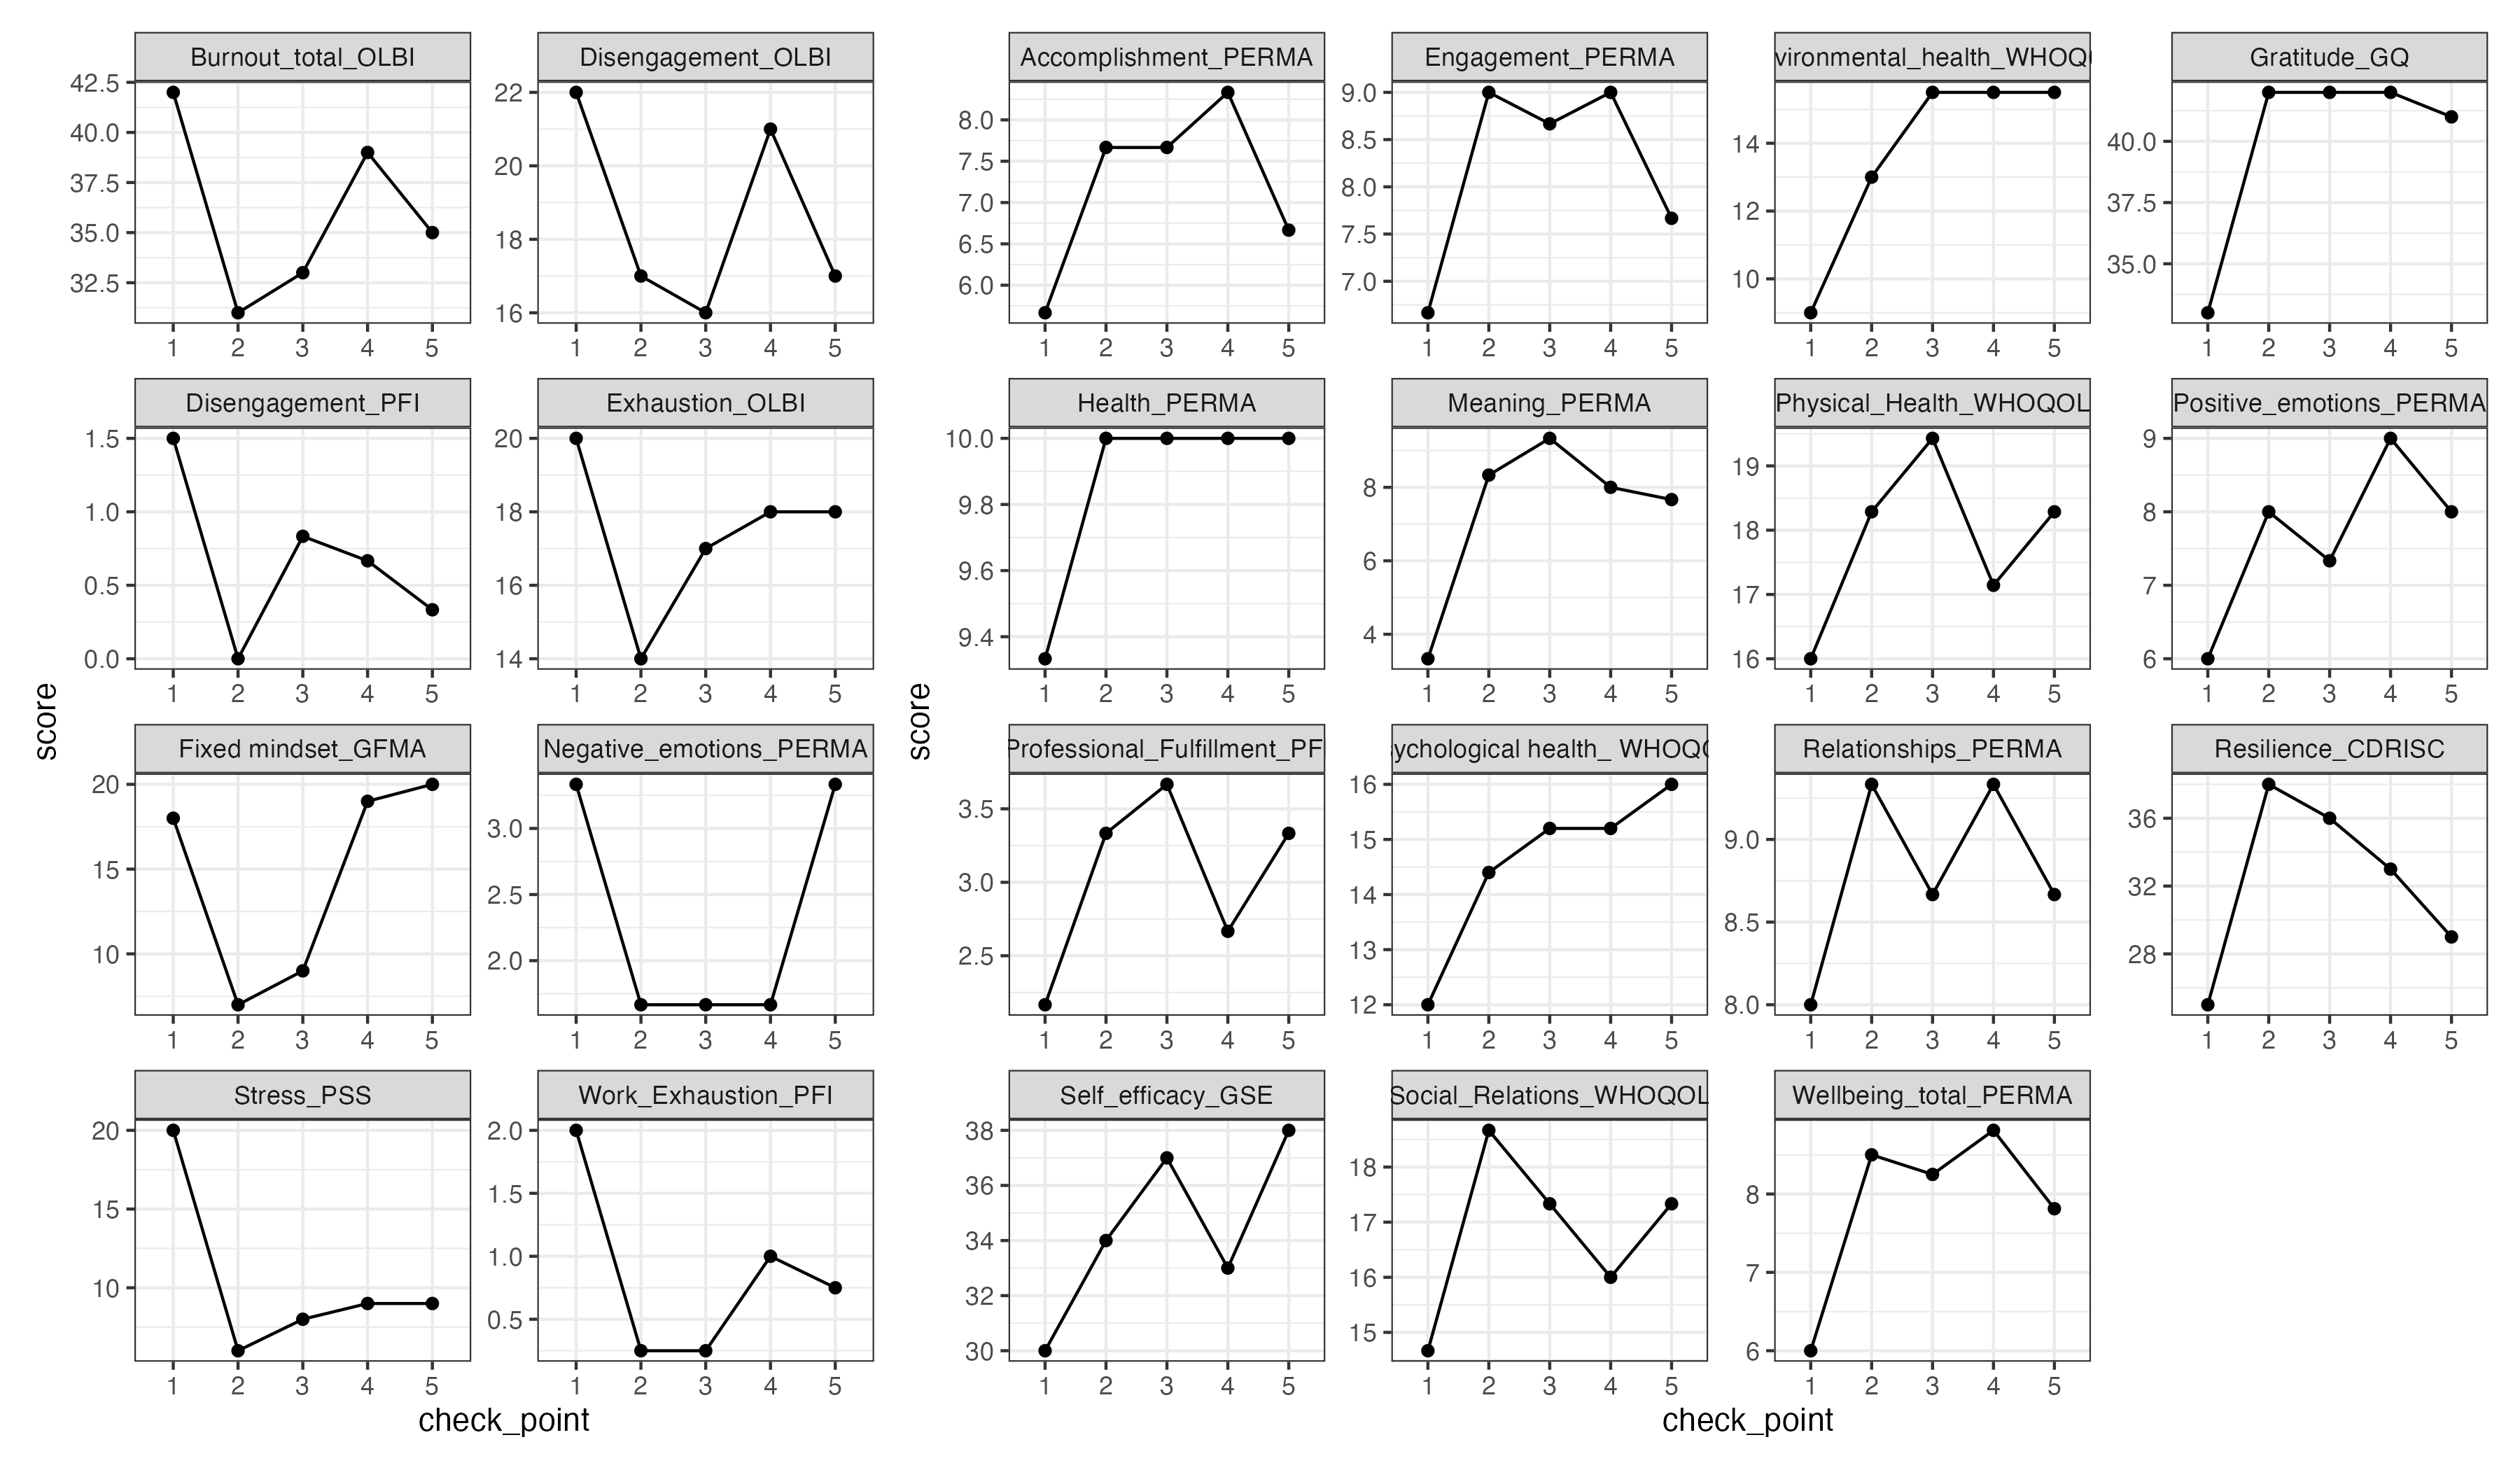 Burnout_total_OLBI
42.5
40.0
37.5
35.0
32.5
1 2 3 4 5
Disengagement_OLBI
22
20
18
16
1 2 3 4 5
Disengagement_PFI
1.5
1.0
0.5
0.0
1 2 3 4 5
Exhaustion_OLBI
20
18
16
14
1 2 3 4 5
score
Fixed mindset_GFMA
20
15
10
1 2 3 4 5
Negative_emotions_PERMA
3.0
2.5
2.0
1 2 3 4 5
Stress_PSS
20
15
10
1 2 3 4 5
Work_Exhaustion_PFI
2.0
1.5
1.0
0.5
1 2 3 4 5
check_point
Accomplishment_PERMA
8.0
7.5
7.0
6.5
6.0
1 2 3 4 5
Engagement_PERMA
9.0
8.5
8.0
7.5
7.0
1 2 3 4 5
vironmental_health_WHOQ
14
12
10
1 2 3 4 5
Gratitude_GQ
40.0
37.5
35.0
1 2 3 4 5
Health_PERMA
10.0
9.8
9.6
9.4
1 2 3 4 5
Meaning_PERMA
8
6
4
1 2 3 4 5
Physical_Health_WHOQOL
19
18
17
16
1 2 3 4 5
Positive_emotions_PERMA
9
8
7
6
1 2 3 4 5
score
Professional_Fulfillment_PF
3.5
3.0
2.5
1 2 3 4 5
ychological health_ WHOQ
16
15
14
13
12
1 2 3 4 5
Relationships_PERMA
9.0
8.5
8.0
1 2 3 4 5
Resilience_CDRISC
36
32
28
1 2 3 4 5
Self_efficacy_GSE
38
36
34
32
30
1 2 3 4 5
Social_Relations_WHOQOL
18
17
16
15
1 2 3 4 5
Wellbeing_total_PERMA
8
7
6
1 2 3 4 5
check_point